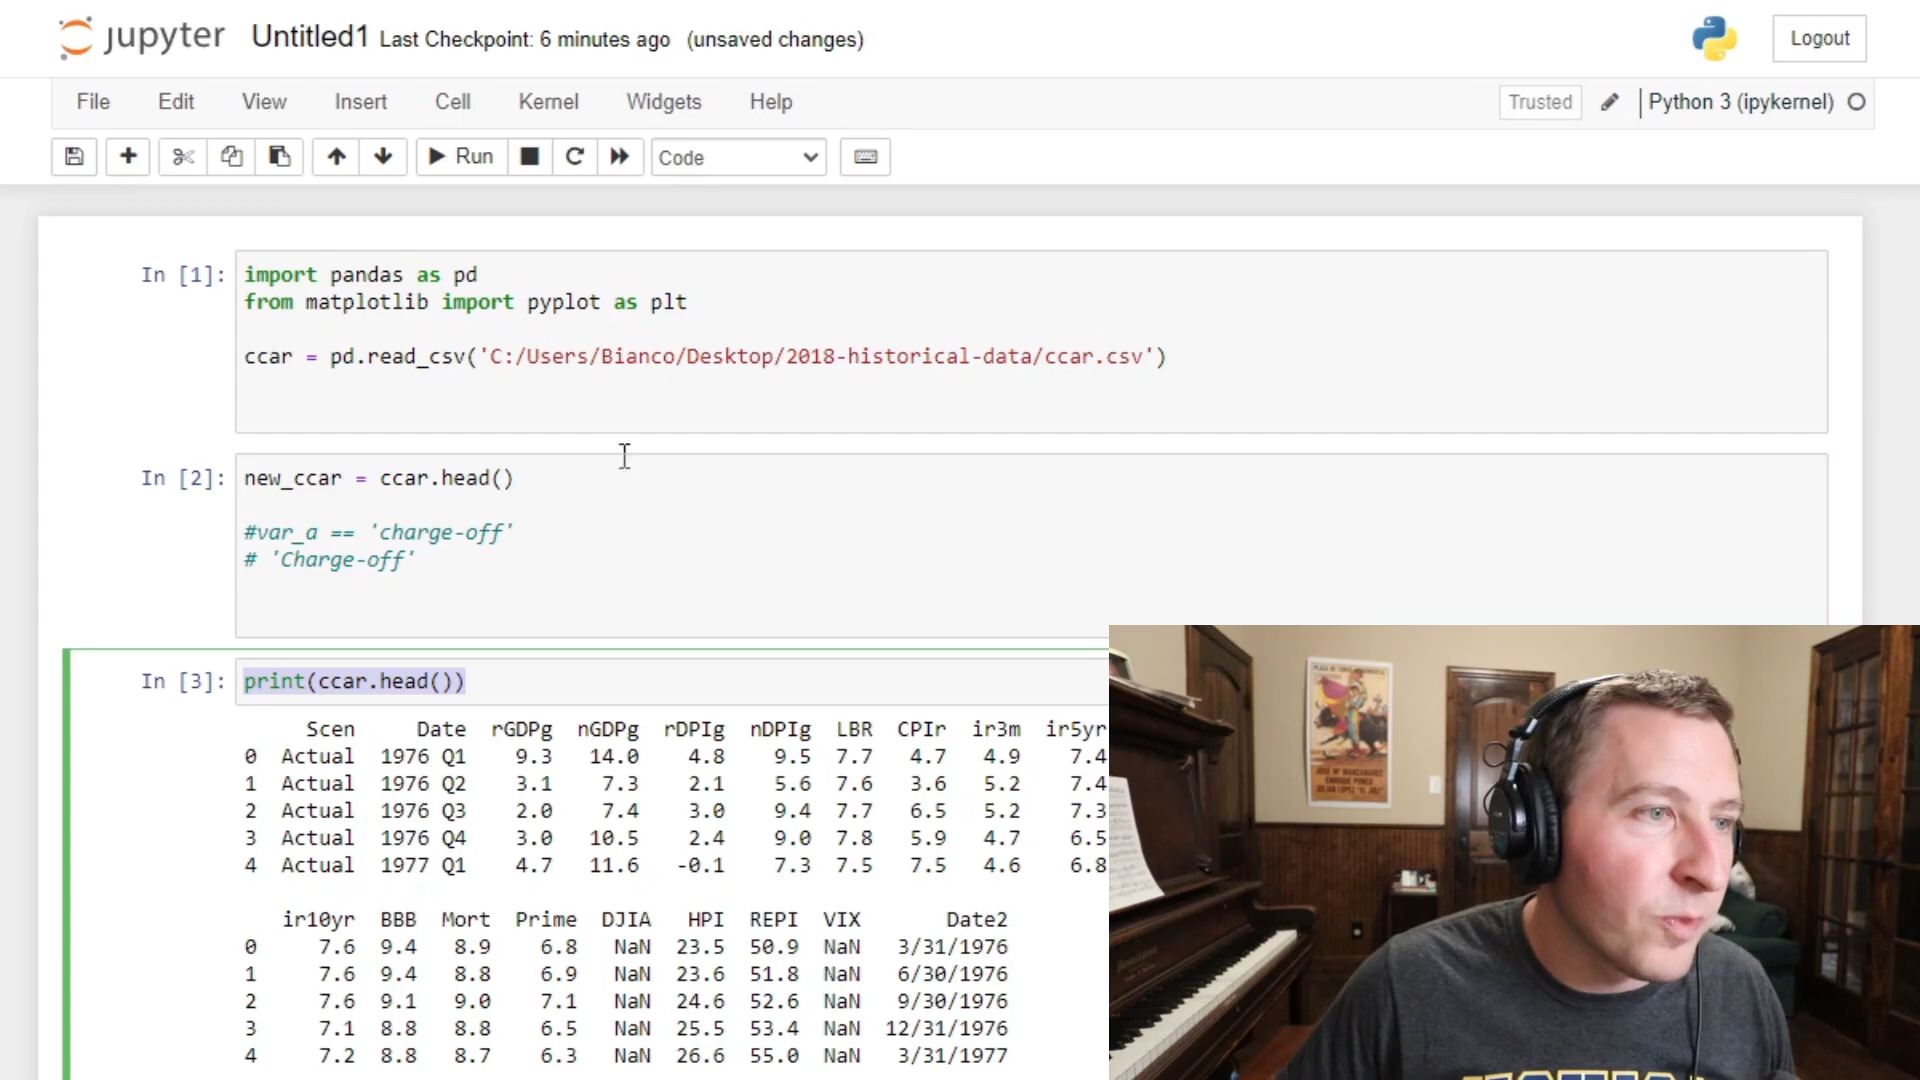 jupyter Untitled1 Last Checkpoint: 6 minutes ago (unsaved changes)
Logout
File Edit View Insert Cell Kernel Widgets Help
Trusted Python 3 (ipykernel)
Run Code
In [1]: import pandas as pd
from matplotlib import pyplot as plt
ccar = pd.read_csv('C:/Users/Bianco/Desktop/2018-historical-data/ccar.csv')
In [2]: new_ccar = ccar.head()
#var_a == 'charge-off'
# 'Charge-off'
In [3]: print(ccar.head())
Scen Date rGDPg nGDPg rDPIg nDPIg LBR CPIr ir3m ir5yr
0 Actual 1976 Q1 9.3 14.0 4.8 9.5 7.7 4.7 4.9 7.4
1 Actual 1976 Q2 3.1 7.3 2.1 5.6 7.6 3.6 5.2 7.4
2 Actual 1976 Q3 2.0 7.4 3.0 9.4 7.7 6.5 5.2 7.3
3 Actual 1976 Q4 3.0 10.5 2.4 9.0 7.8 5.9 4.7 6.5
4 Actual 1977 Q1 4.7 11.6 -0.1 7.3 7.5 7.5 4.6 6.8
ir10yr BBB Mort Prime DJIA HPI REPI VIX Date2
0 7.6 9.4 8.9 6.8 NaN 23.5 50.9 NaN 3/31/1976
1 7.6 9.4 8.8 6.9 NaN 23.6 51.8 NaN 6/30/1976
2 7.6 9.1 9.0 7.1 NaN 24.6 52.6 NaN 9/30/1976
3 7.1 8.8 8.8 6.5 NaN 25.5 53.4 NaN 12/31/1976
4 7.2 8.8 8.7 6.3 NaN 26.6 55.0 NaN 3/31/1977